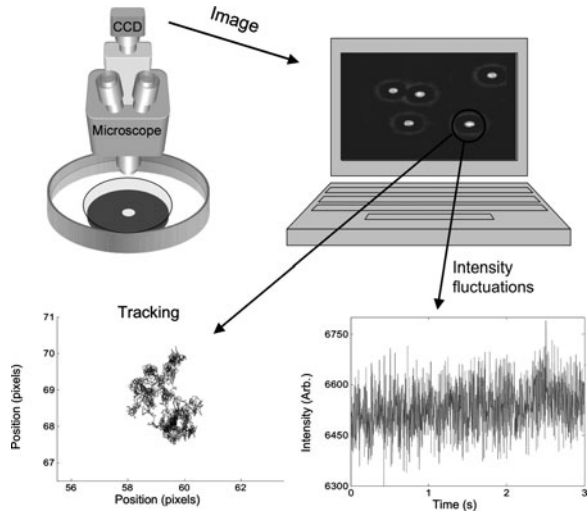 CCD
Image
Microscope
Intensity
fluctuations
Tracking
Position (pixels)
71
70
69
68
67
56
58
60
62
Position (pixels)
Intensity (Arb.)
6750
6600
6450
6300
0
1
2
3
Time (s)